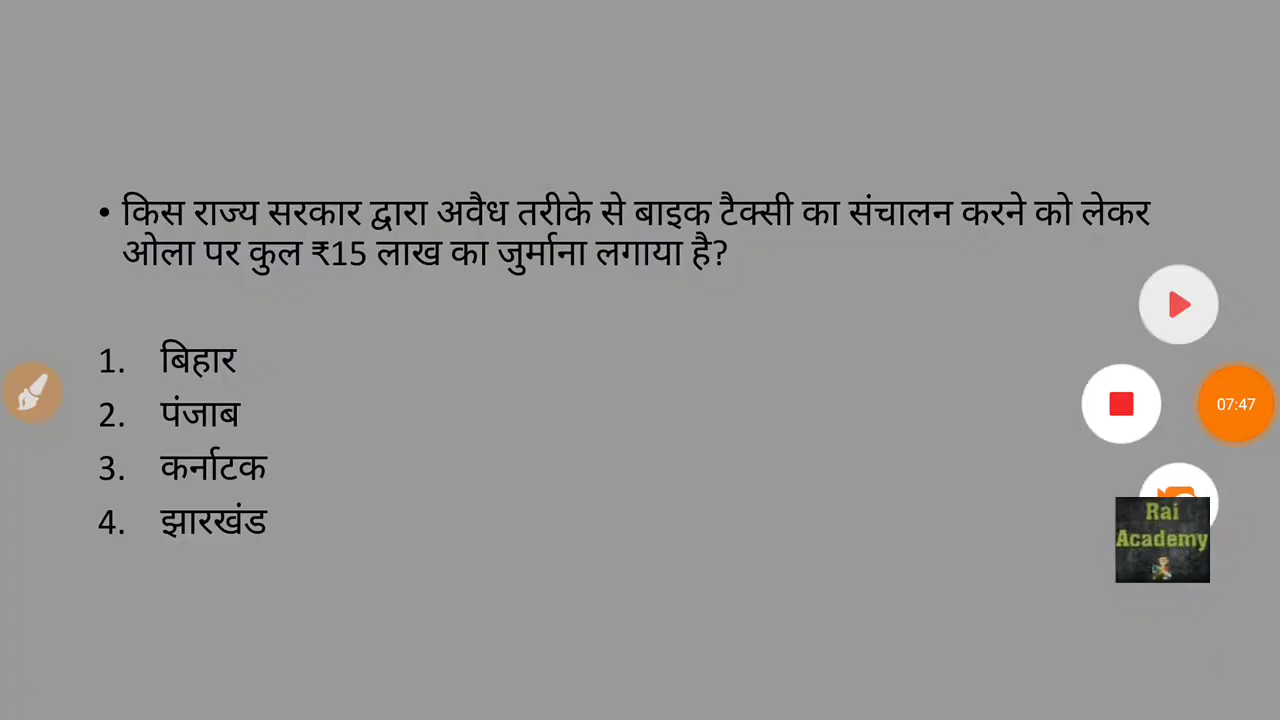 • किस राज्य सरकार द्वारा अवैध तरीके से बाइक टैक्सी का संचालन करने को लेकर
ओला पर कुल ₹15 लाख का जुर्माना लगाया है?
1. बिहार
2. पंजाब
3. कर्नाटक
4. झारखंड
07:47
Rai
Academy